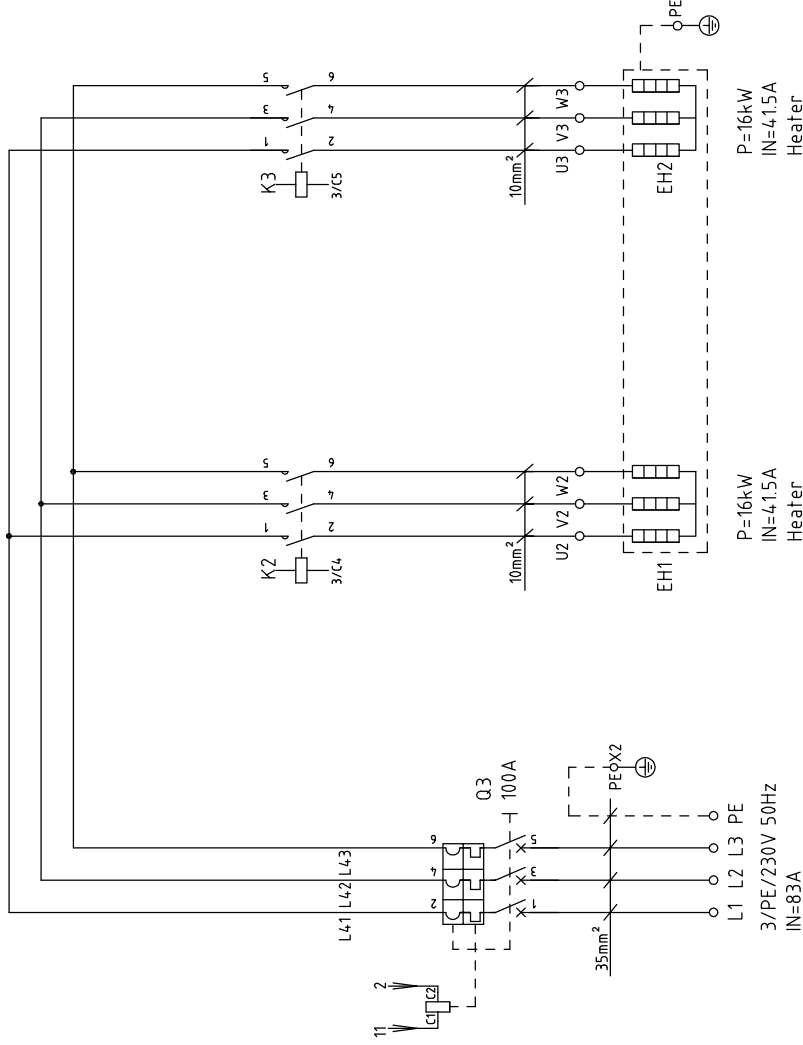 PE
5
3
1
6
4
2
K3
3/C5
10mm²
U3 V3 W3
EH2
P=16kW
IN=41.5A
Heater
5
3
1
6
4
2
K2
3/C4
10mm²
U2 V2 W2
EH1
P=16kW
IN=41.5A
Heater
L41 L42 L43
2
4
6
Q3
100A
1
3
5
11
2
C1
C2
35mm²
PE X2
L1 L2 L3 PE
3/PE/230V 50Hz
IN=83A